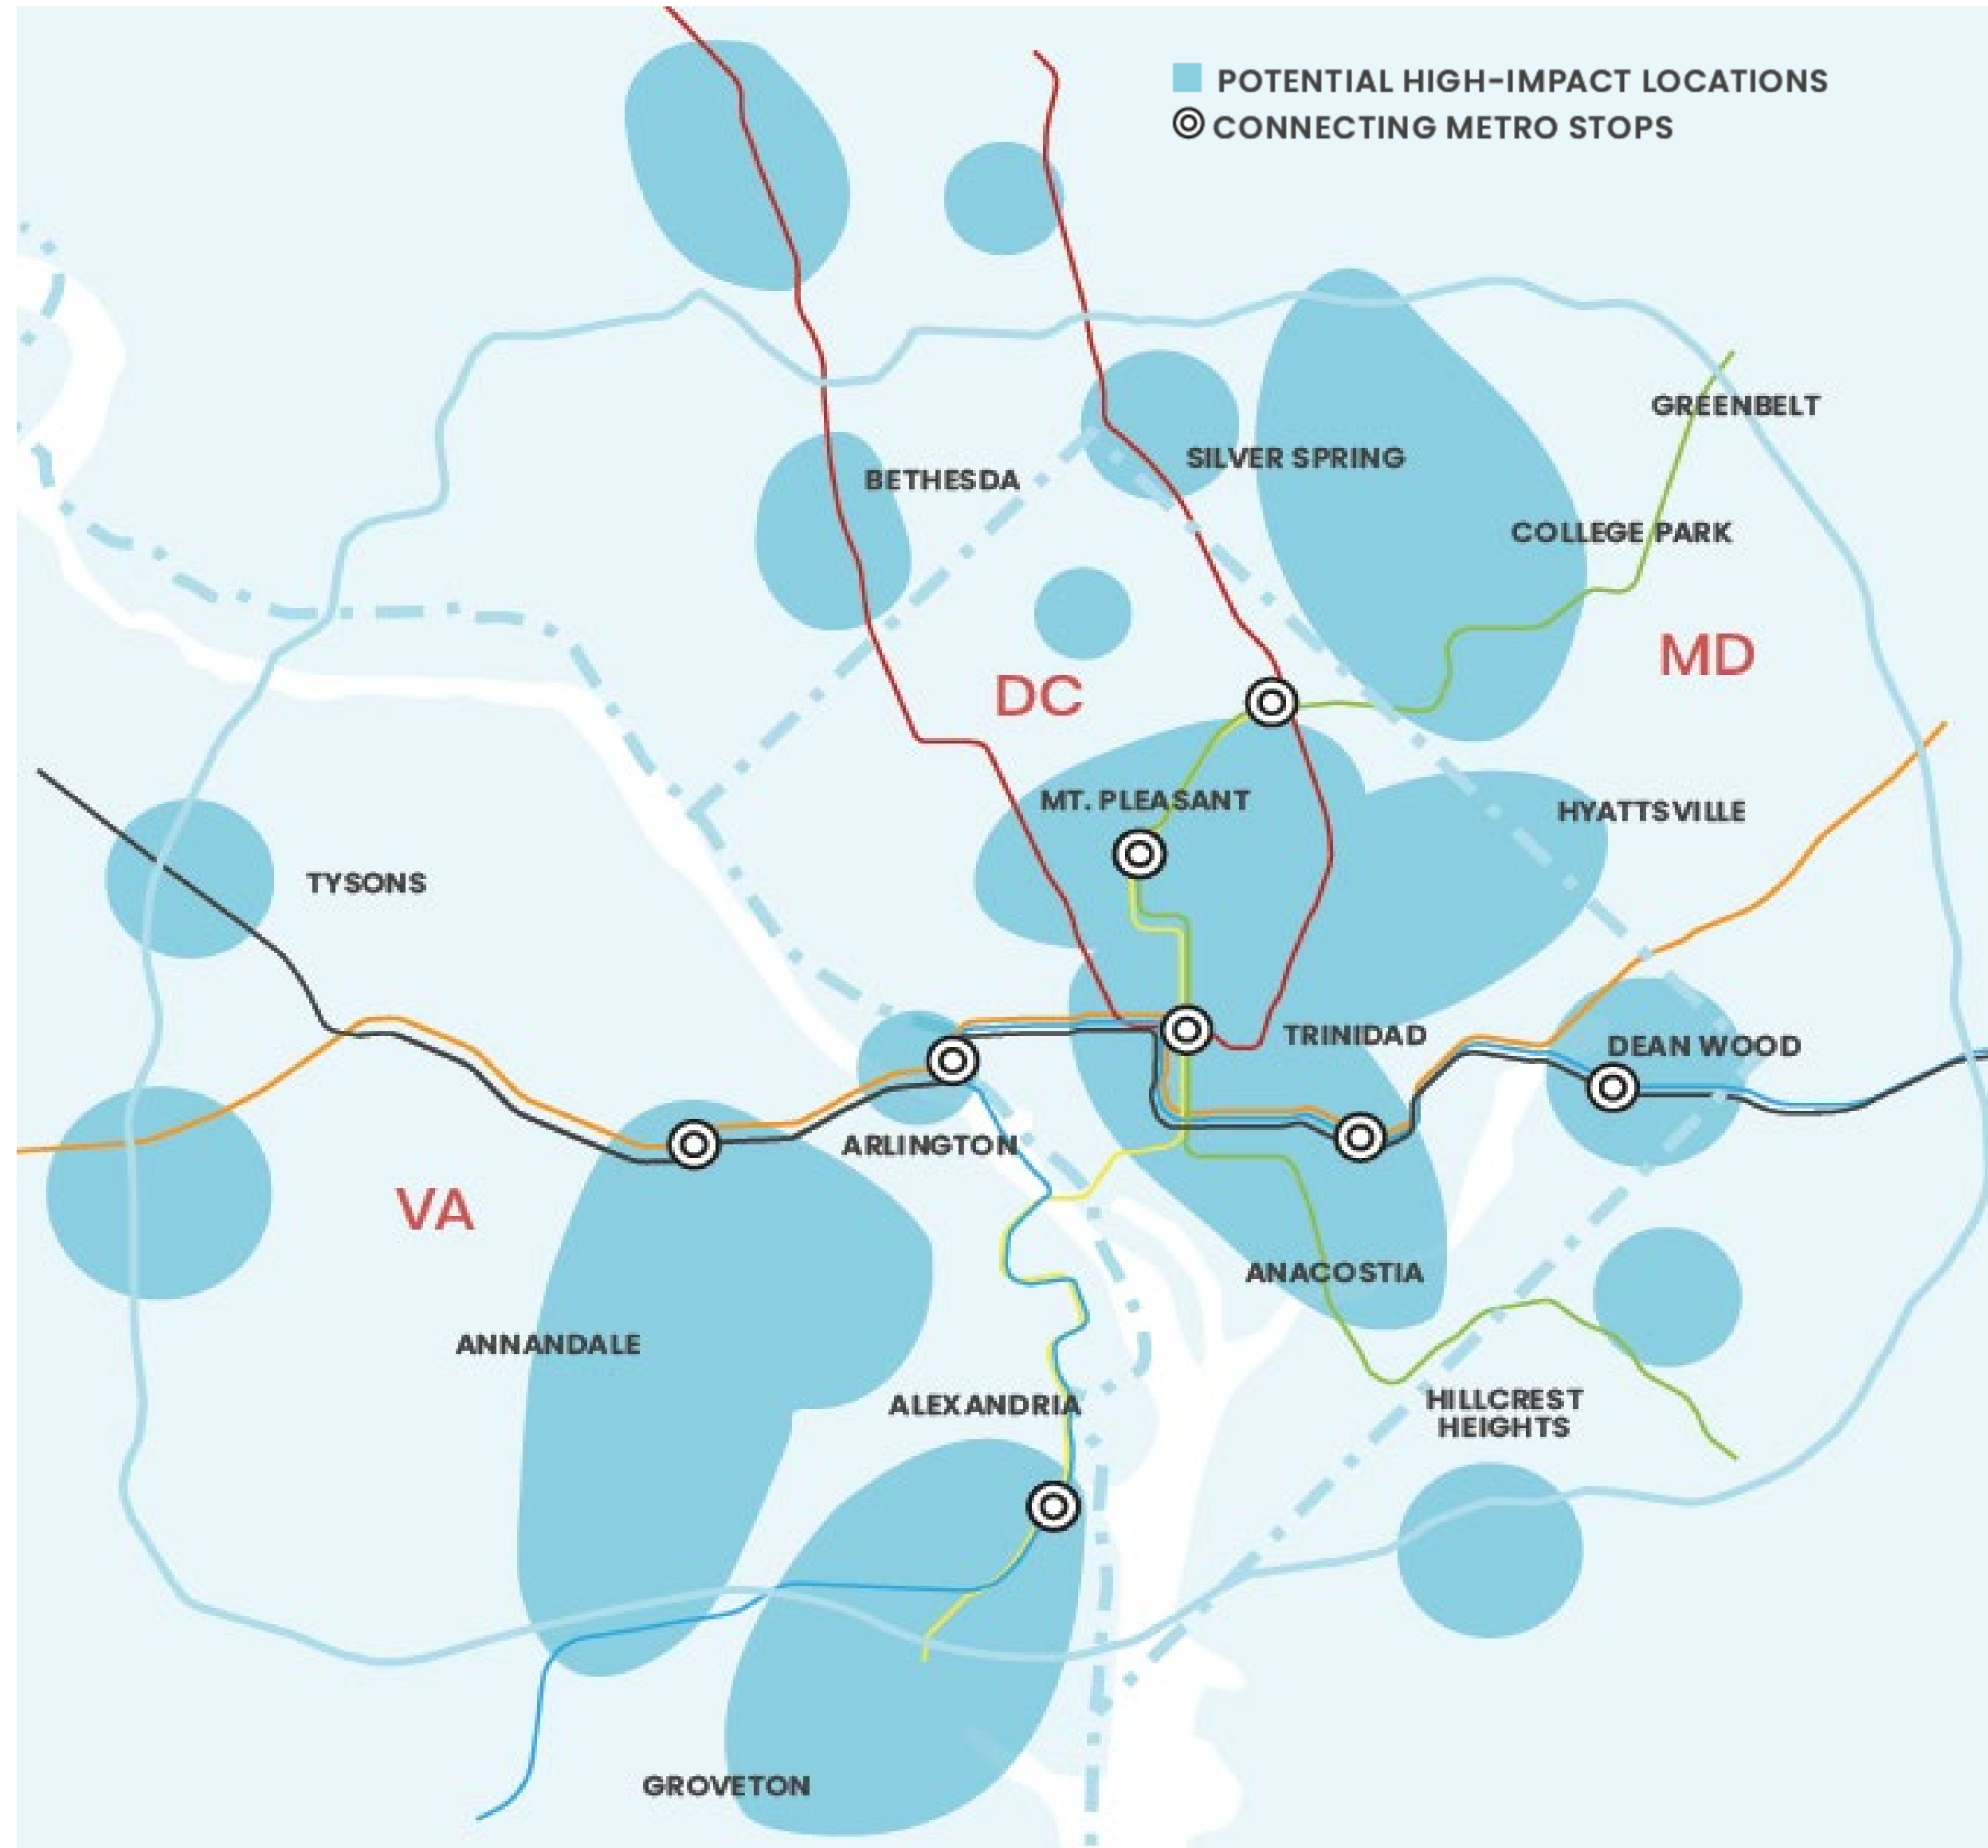 POTENTIAL HIGH-IMPACT LOCATIONS
CONNECTING METRO STOPS
GREENBELT
SILVER SPRING
BETHESDA
COLLEGE PARK
MD
DC
MT. PLEASANT
HYATTSVILLE
TYSONS
TRINIDAD
DEAN WOOD
ARLINGTON
VA
ANACOSTIA
ANNANDALE
ALEXANDRIA
HILLCREST
HEIGHTS
GROVETON